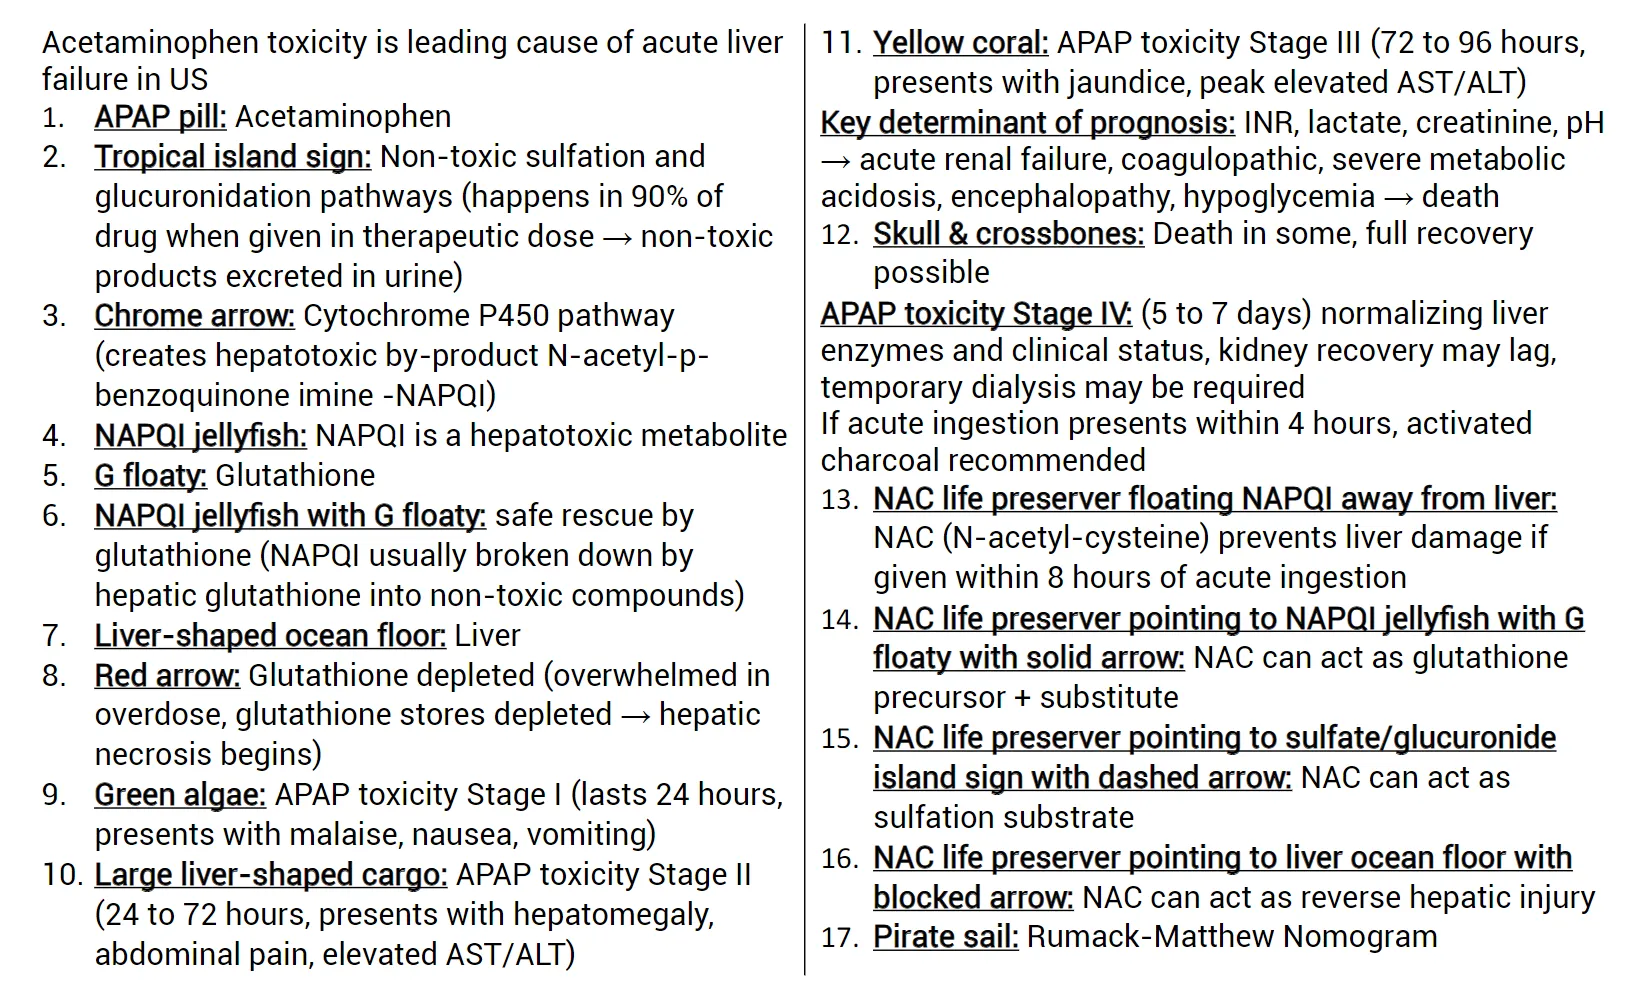 Acetaminophen toxicity is leading cause of acute liver
failure in US
1. APAP pill: Acetaminophen
2. Tropical island sign: Non-toxic sulfation and
glucuronidation pathways (happens in 90% of
drug when given in therapeutic dose → non-toxic
products excreted in urine)
3. Chrome arrow: Cytochrome P450 pathway
(creates hepatotoxic by-product N-acetyl-p-
benzoquinone imine -NAPQI)
4. NAPQI jellyfish: NAPQI is a hepatotoxic metabolite
5. G floaty: Glutathione
6. NAPQI jellyfish with G floaty: safe rescue by
glutathione (NAPQI usually broken down by
hepatic glutathione into non-toxic compounds)
7. Liver-shaped ocean floor: Liver
8. Red arrow: Glutathione depleted (overwhelmed in
overdose, glutathione stores depleted → hepatic
necrosis begins)
9. Green algae: APAP toxicity Stage I (lasts 24 hours,
presents with malaise, nausea, vomiting)
10. Large liver-shaped cargo: APAP toxicity Stage II
(24 to 72 hours, presents with hepatomegaly,
abdominal pain, elevated AST/ALT)
11. Yellow coral: APAP toxicity Stage III (72 to 96 hours,
presents with jaundice, peak elevated AST/ALT)
Key determinant of prognosis: INR, lactate, creatinine, pH
→ acute renal failure, coagulopathic, severe metabolic
acidosis, encephalopathy, hypoglycemia → death
12. Skull & crossbones: Death in some, full recovery
possible
APAP toxicity Stage IV: (5 to 7 days) normalizing liver
enzymes and clinical status, kidney recovery may lag,
temporary dialysis may be required
If acute ingestion presents within 4 hours, activated
charcoal recommended
13. NAC life preserver floating NAPQI away from liver:
NAC (N-acetyl-cysteine) prevents liver damage if
given within 8 hours of acute ingestion
14. NAC life preserver pointing to NAPQI jellyfish with G
floaty with solid arrow: NAC can act as glutathione
precursor + substitute
15. NAC life preserver pointing to sulfate/glucuronide
island sign with dashed arrow: NAC can act as
sulfation substrate
16. NAC life preserver pointing to liver ocean floor with
blocked arrow: NAC can act as reverse hepatic injury
17. Pirate sail: Rumack-Matthew Nomogram